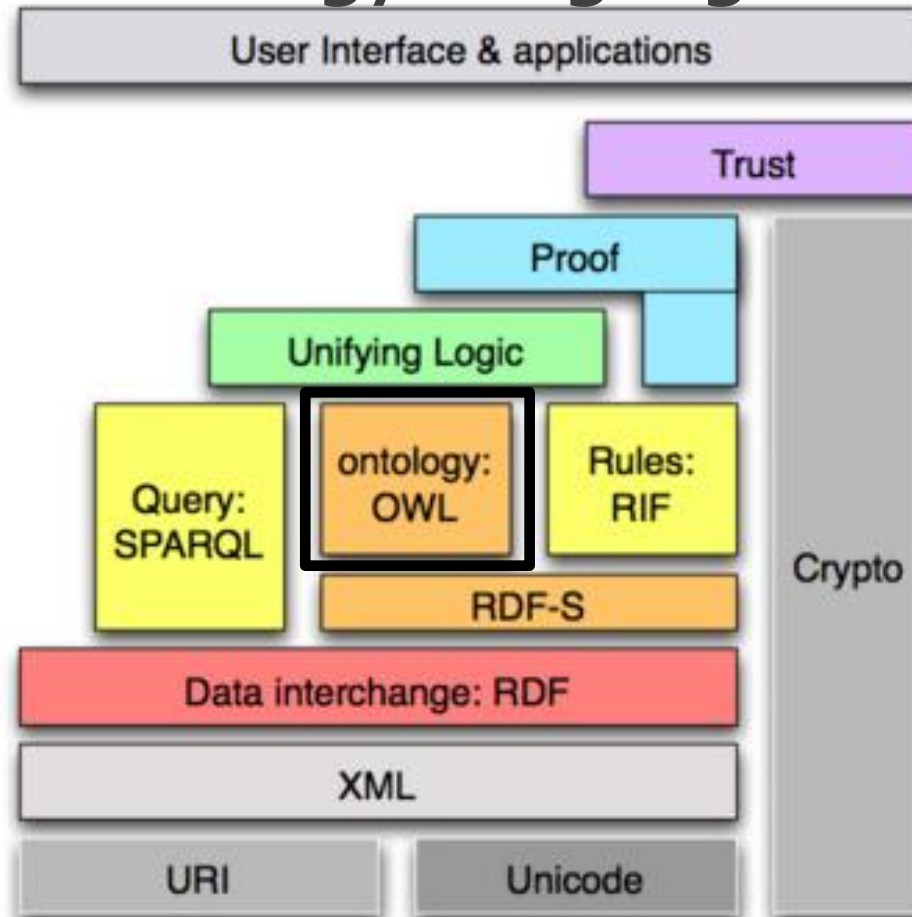 User Interface & applications
Trust
Proof
Unifying Logic
ontology:
OWL
Rules:
RIF
Query:
SPARQL
Crypto
RDF-S
Data interchange: RDF
XML
URI
Unicode